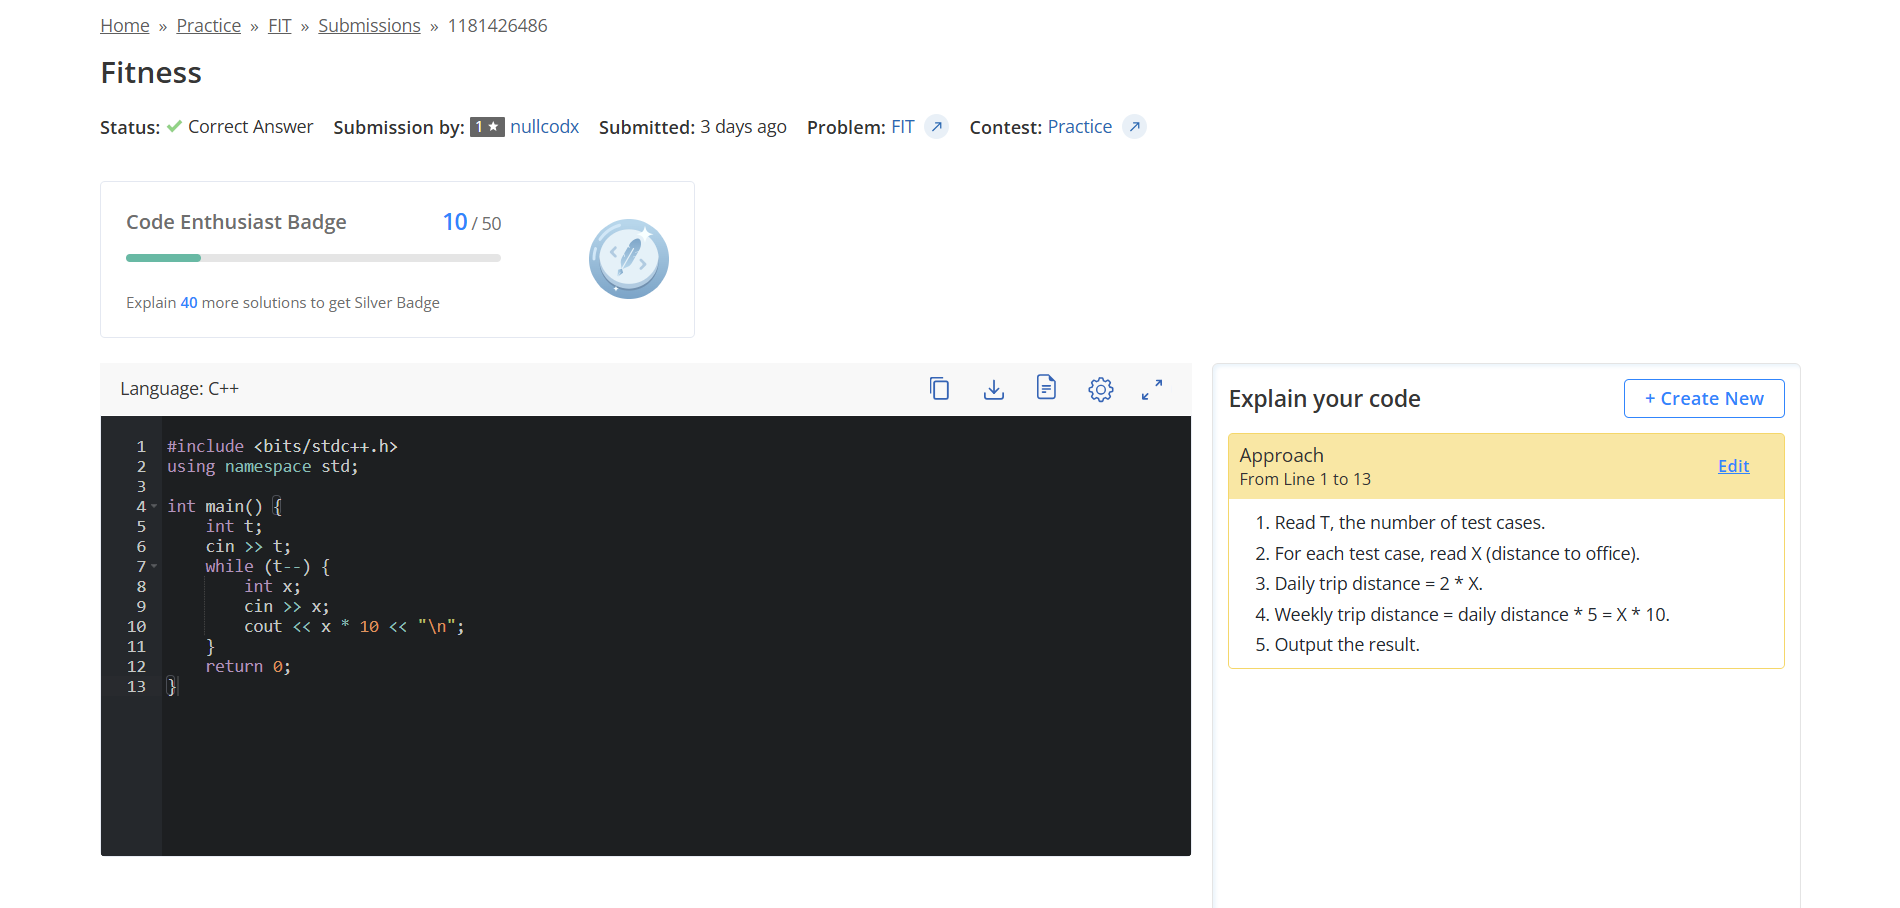 Home » Practice » FIT » Submissions » 1181426486
Fitness
Status: ✓ Correct Answer Submission by: 1★ nullcodx Submitted: 3 days ago Problem: FIT Contest: Practice
Code Enthusiast Badge 10 / 50
Explain 40 more solutions to get Silver Badge
Language: C++
1 #include <bits/stdc++.h>
2 using namespace std;
3
4 int main() {
5     int t;
6     cin >> t;
7     while (t--) {
8         int x;
9         cin >> x;
10         cout << x * 10 << "\n";
11     }
12     return 0;
13 }
Explain your code
+ Create New
Approach
From Line 1 to 13
Edit
1. Read T, the number of test cases.
2. For each test case, read X (distance to office).
3. Daily trip distance = 2 * X.
4. Weekly trip distance = daily distance * 5 = X * 10.
5. Output the result.